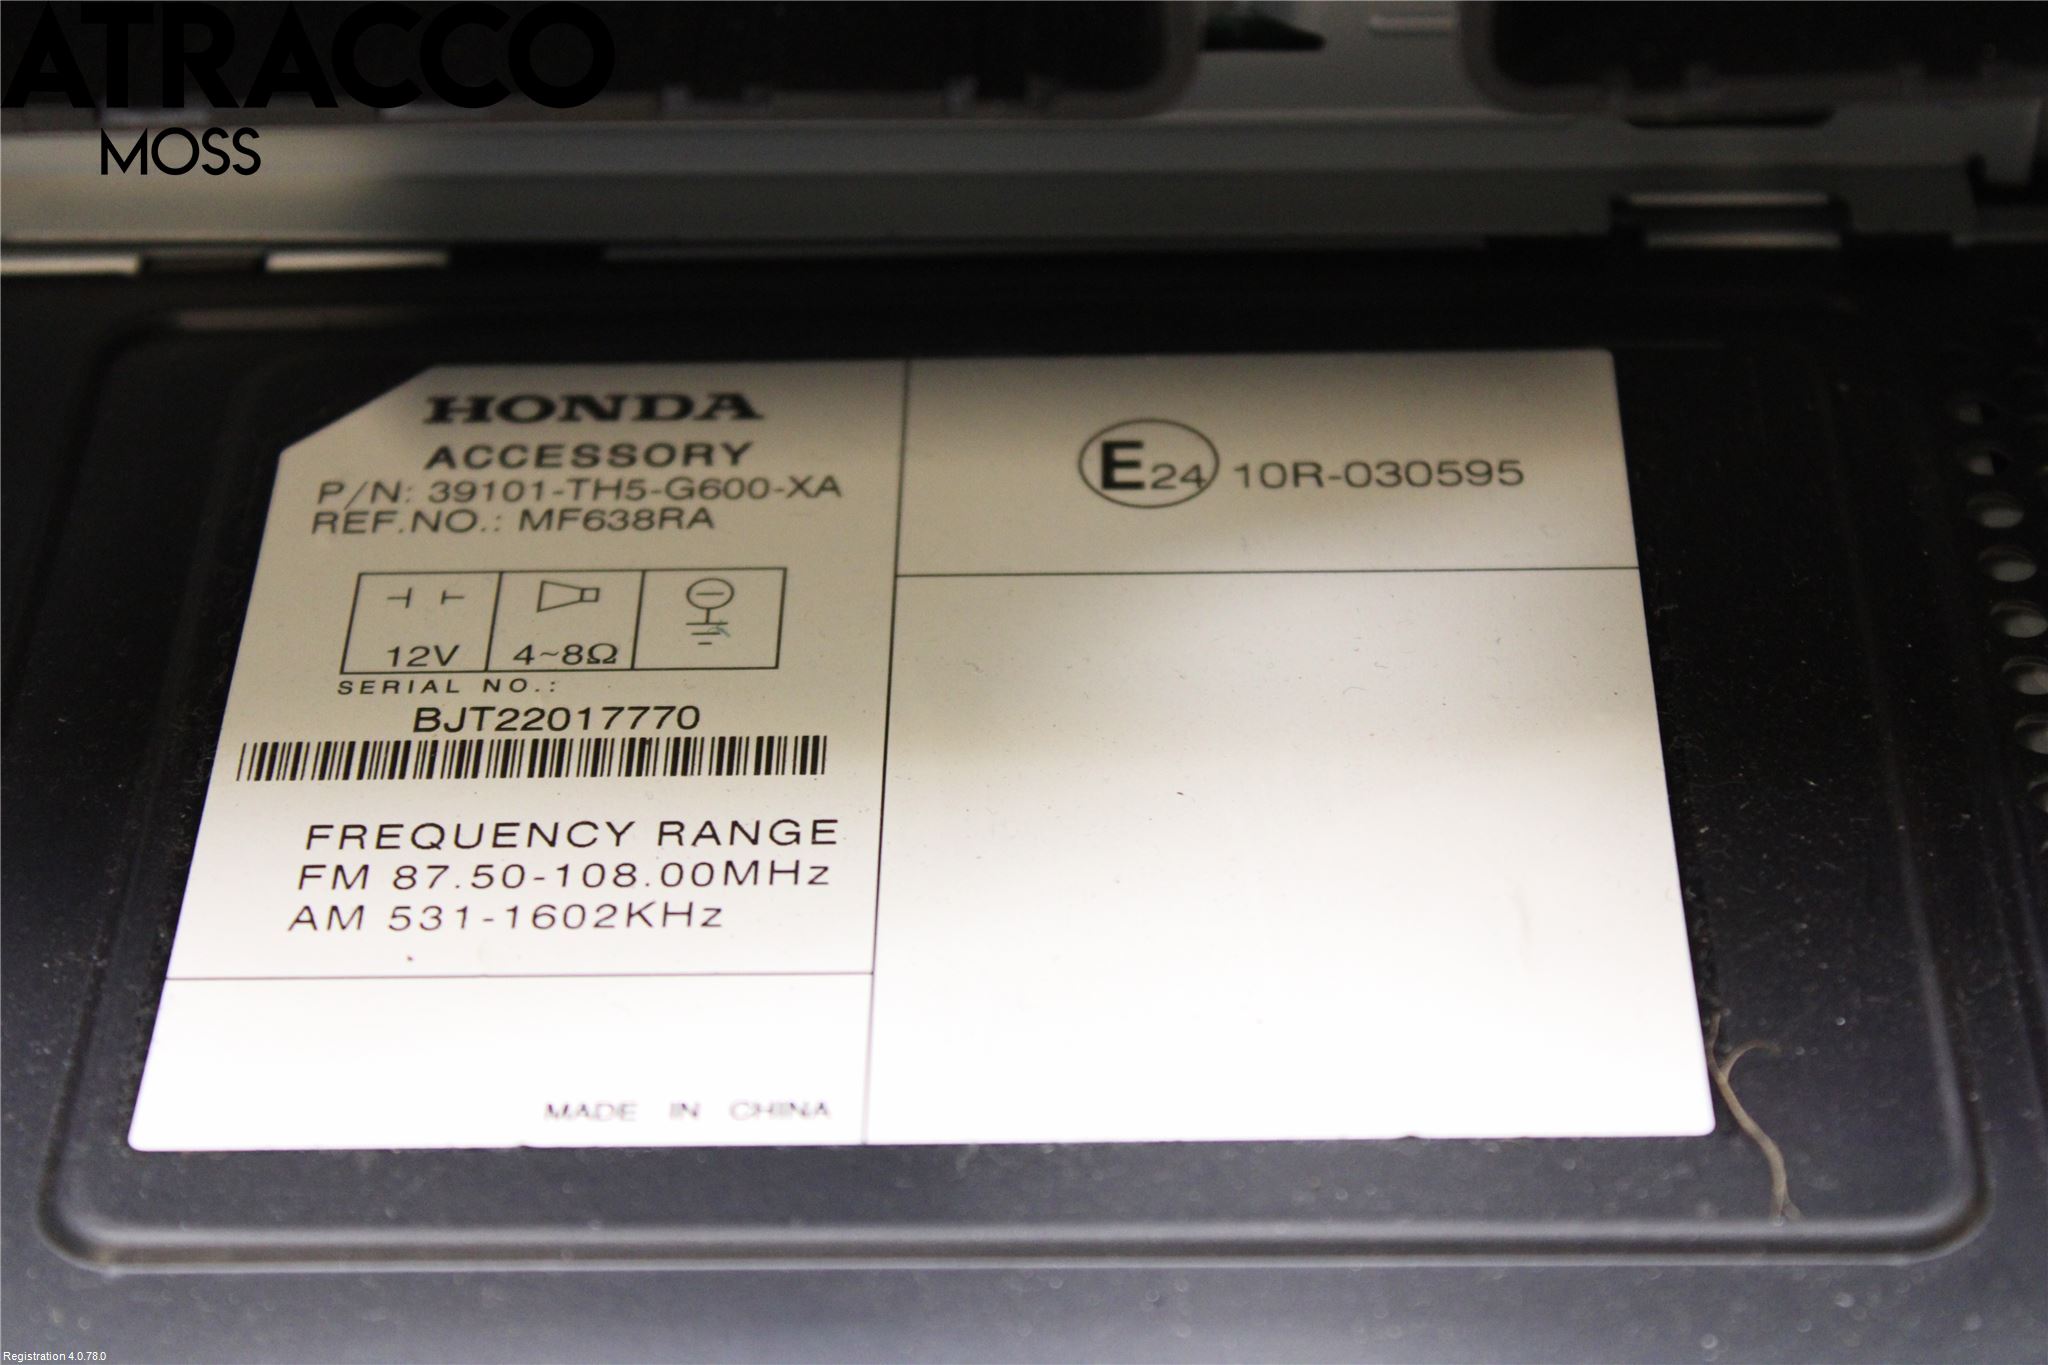 ATRACCO
MOSS
HONDA
ACCESSORY
P/N: 39101-TH5-G600-XA
REF.NO.: MF638RA
12V 4~8Ω
SERIAL NO.:
BJT22017770
FREQUENCY RANGE
FM 87.50-108.00MHz
AM 531-1602KHz
MADE IN CHINA
E24 10R-030595
Registration 4.0.78.0